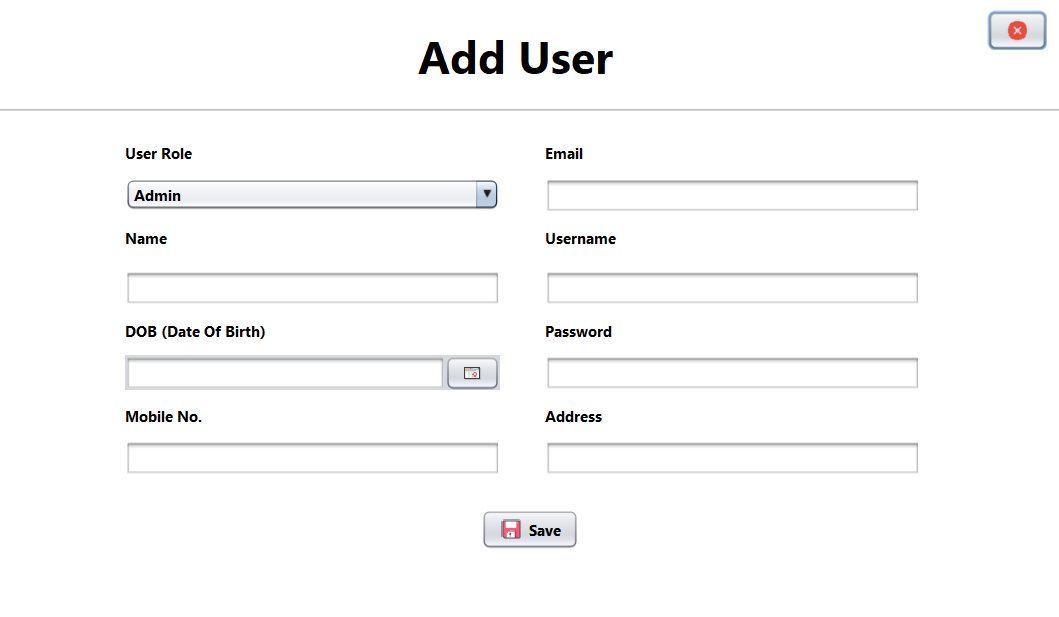 Add User
User Role
Email
Admin
Name
Username
DOB (Date Of Birth)
Password
Mobile No.
Address
Save